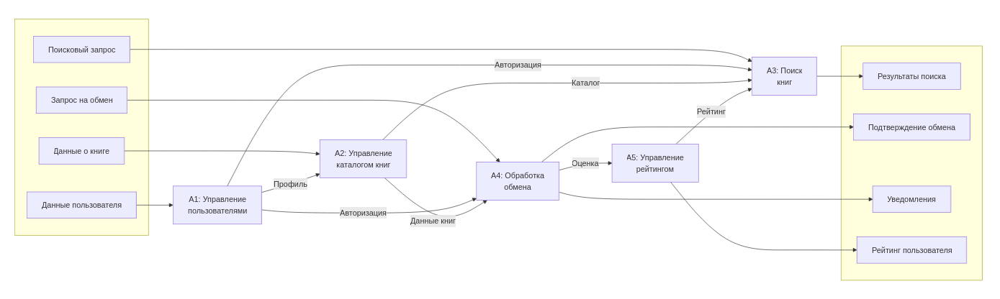 Поисковый запрос
Запрос на обмен
Данные о книге
Данные пользователя
A1: Управление
пользователями
Профиль
Авторизация
A2: Управление
каталогом книг
Данные книг
Авторизация
Каталог
A4: Обработка
обмена
Оценка
A5: Управление
рейтингом
Рейтинг
A3: Поиск
книг
Результаты поиска
Подтверждение обмена
Уведомления
Рейтинг пользователя